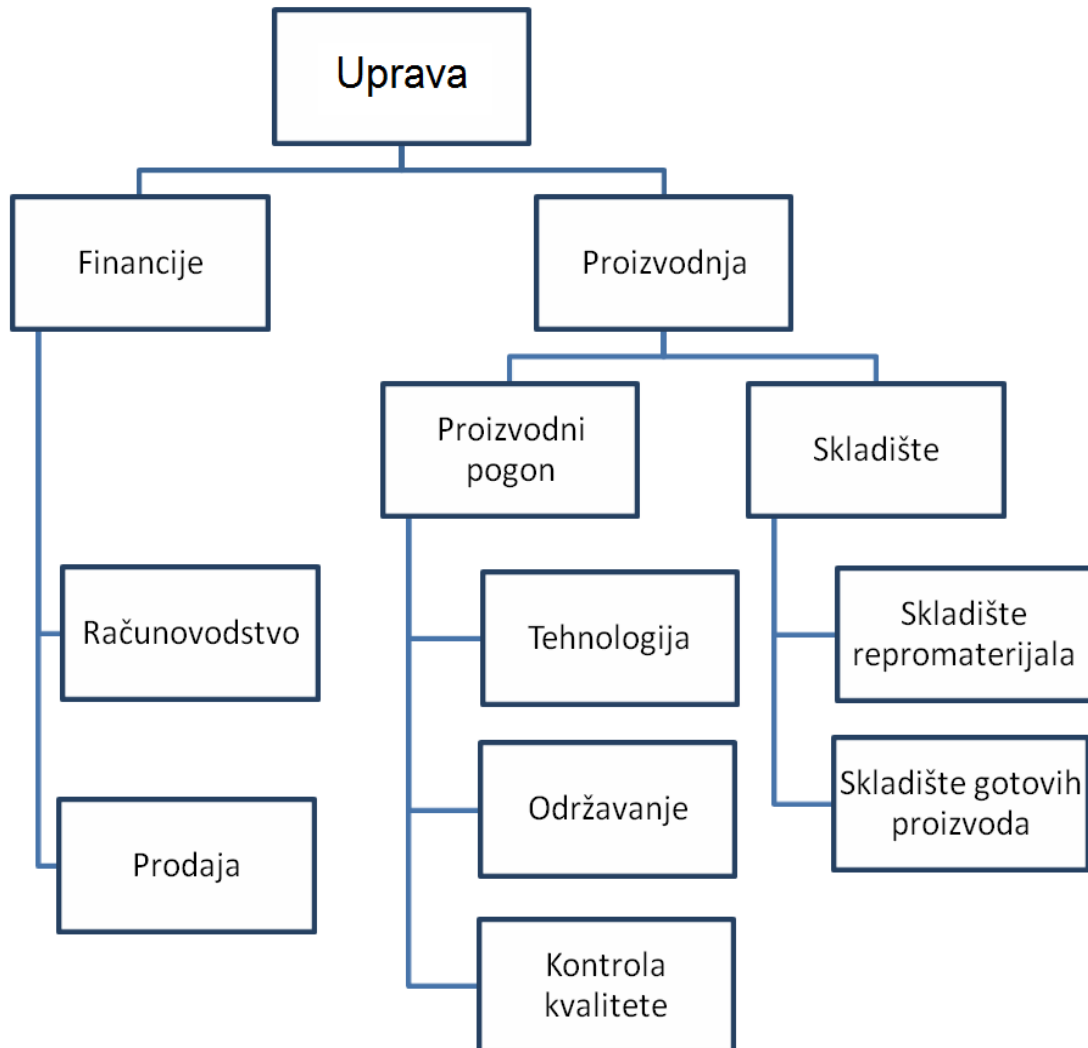 Uprava
Financije
Proizvodnja
Proizvodni
pogon
Skladište
Računovodstvo
Prodaja
Tehnologija
Održavanje
Kontrola
kvalitete
Skladište
repromaterijala
Skladište gotovih
proizvoda